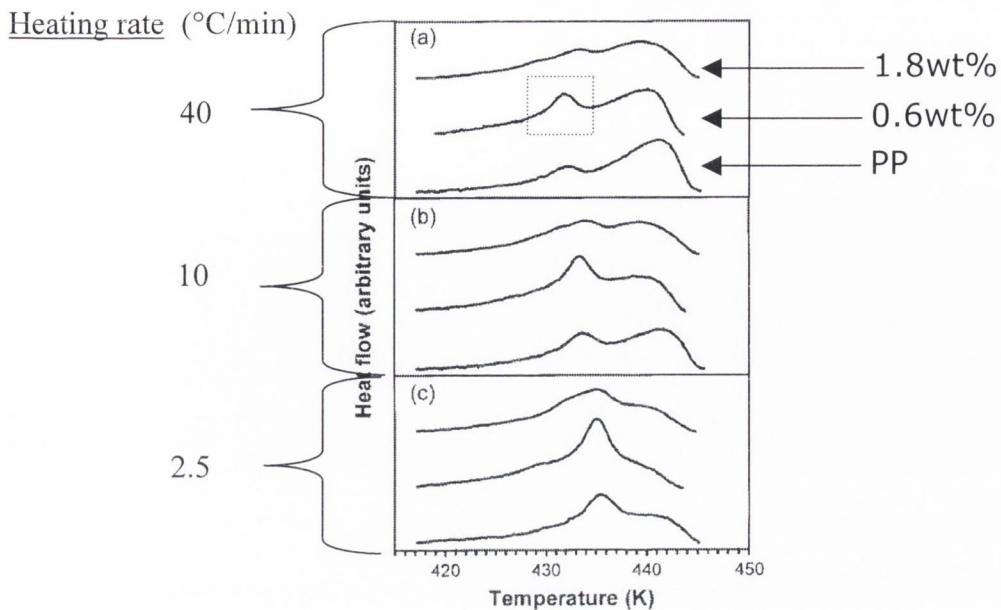 Heating rate (°C/min)
(a)
1.8wt%
40
0.6wt%
PP
Heat flow (arbitrary units)
(b)
10
(c)
2.5
420 430 440 450
Temperature (K)